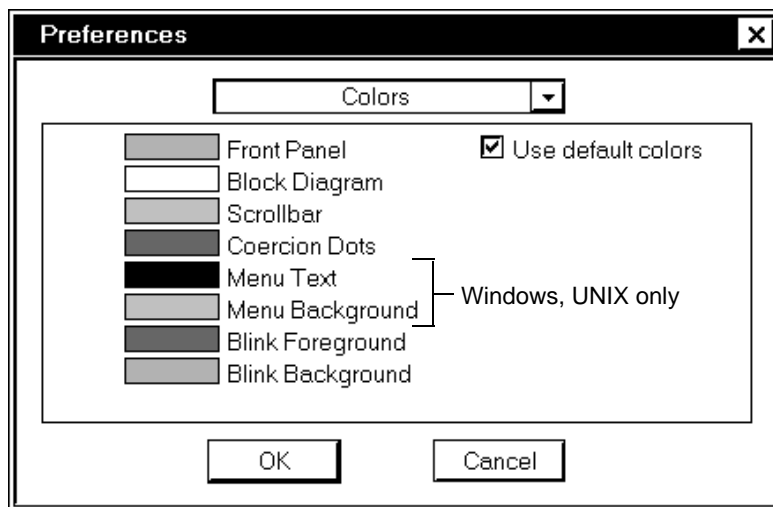 Preferences
Colors
Front Panel
Use default colors
Block Diagram
Scrollbar
Coercion Dots
Menu Text
Windows, UNIX only
Menu Background
Blink Foreground
Blink Background
OK
Cancel